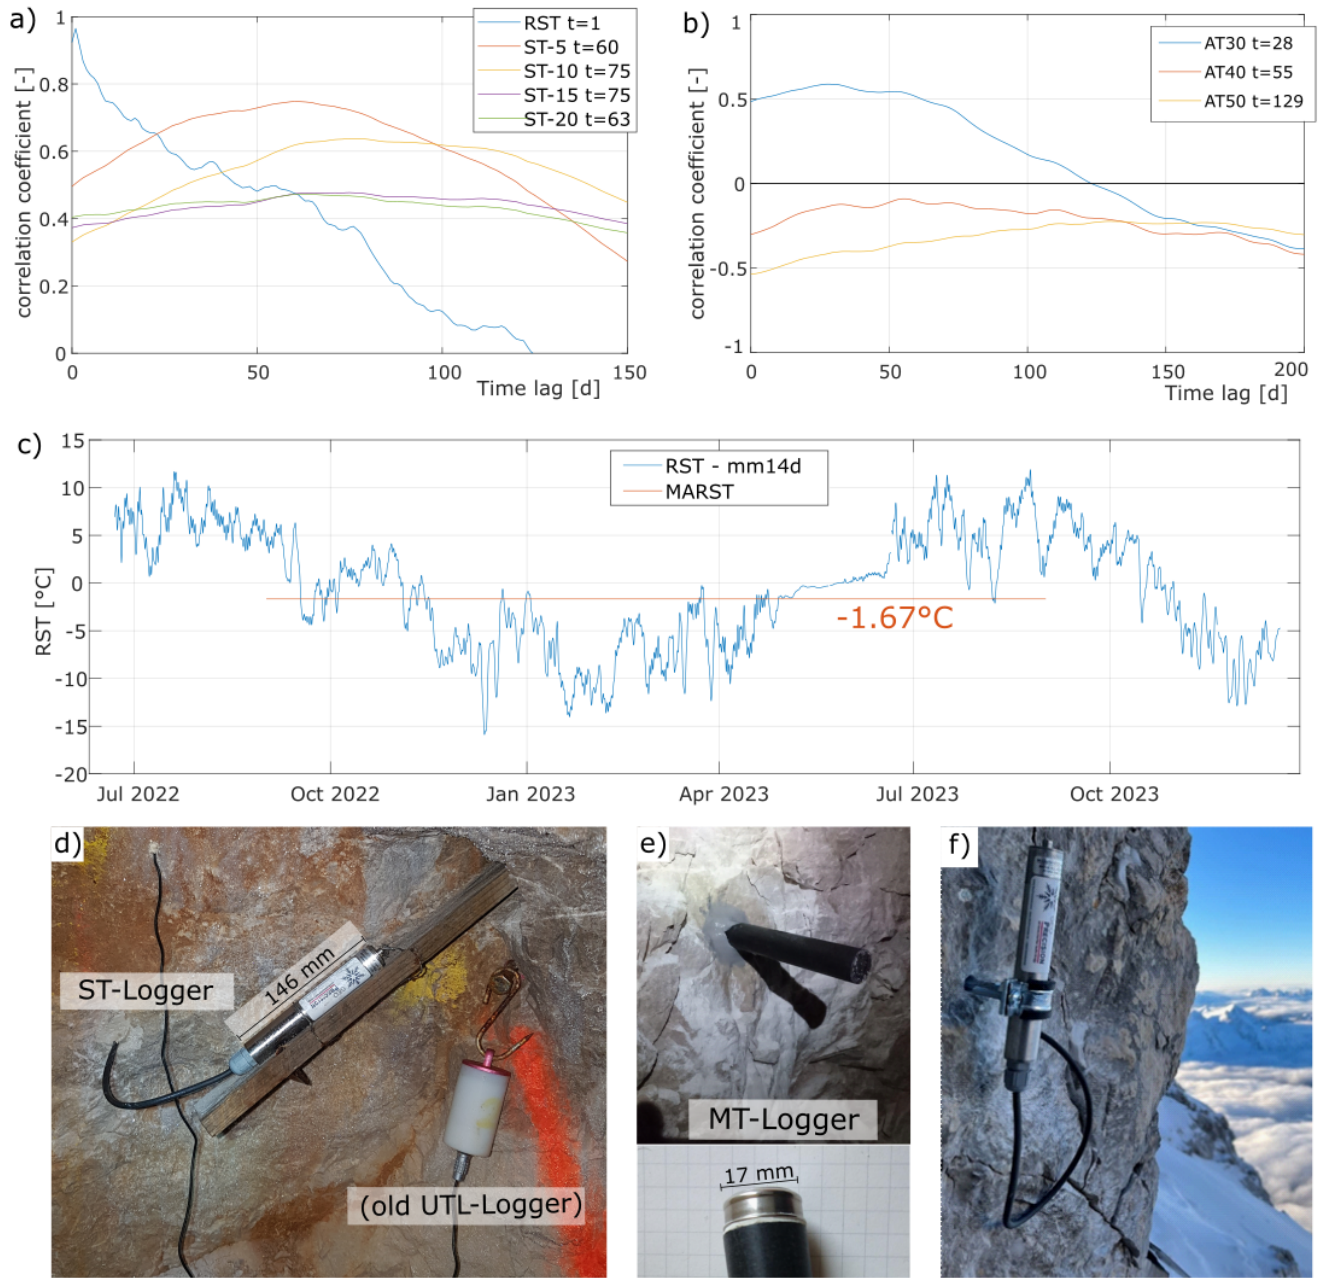 a)
1
0.8
0.6
0.4
0.2
0
correlation coefficient [-]
0
50
100
150
Time lag [d]
RST t=1
ST-5 t=60
ST-10 t=75
ST-15 t=75
ST-20 t=63
b)
1
0.5
0
-0.5
-1
correlation coefficient [-]
0
50
100
150
200
Time lag [d]
AT30 t=28
AT40 t=55
AT50 t=129
c)
15
10
5
0
-5
-10
-15
-20
RST [°C]
RST - mm14d
MARST
-1.67°C
Jul 2022
Oct 2022
Jan 2023
Apr 2023
Jul 2023
Oct 2023
d)
146 mm
ST-Logger
PRECISION
(old UTL-Logger)
e)
MT-Logger
17 mm
f)
PRECISION